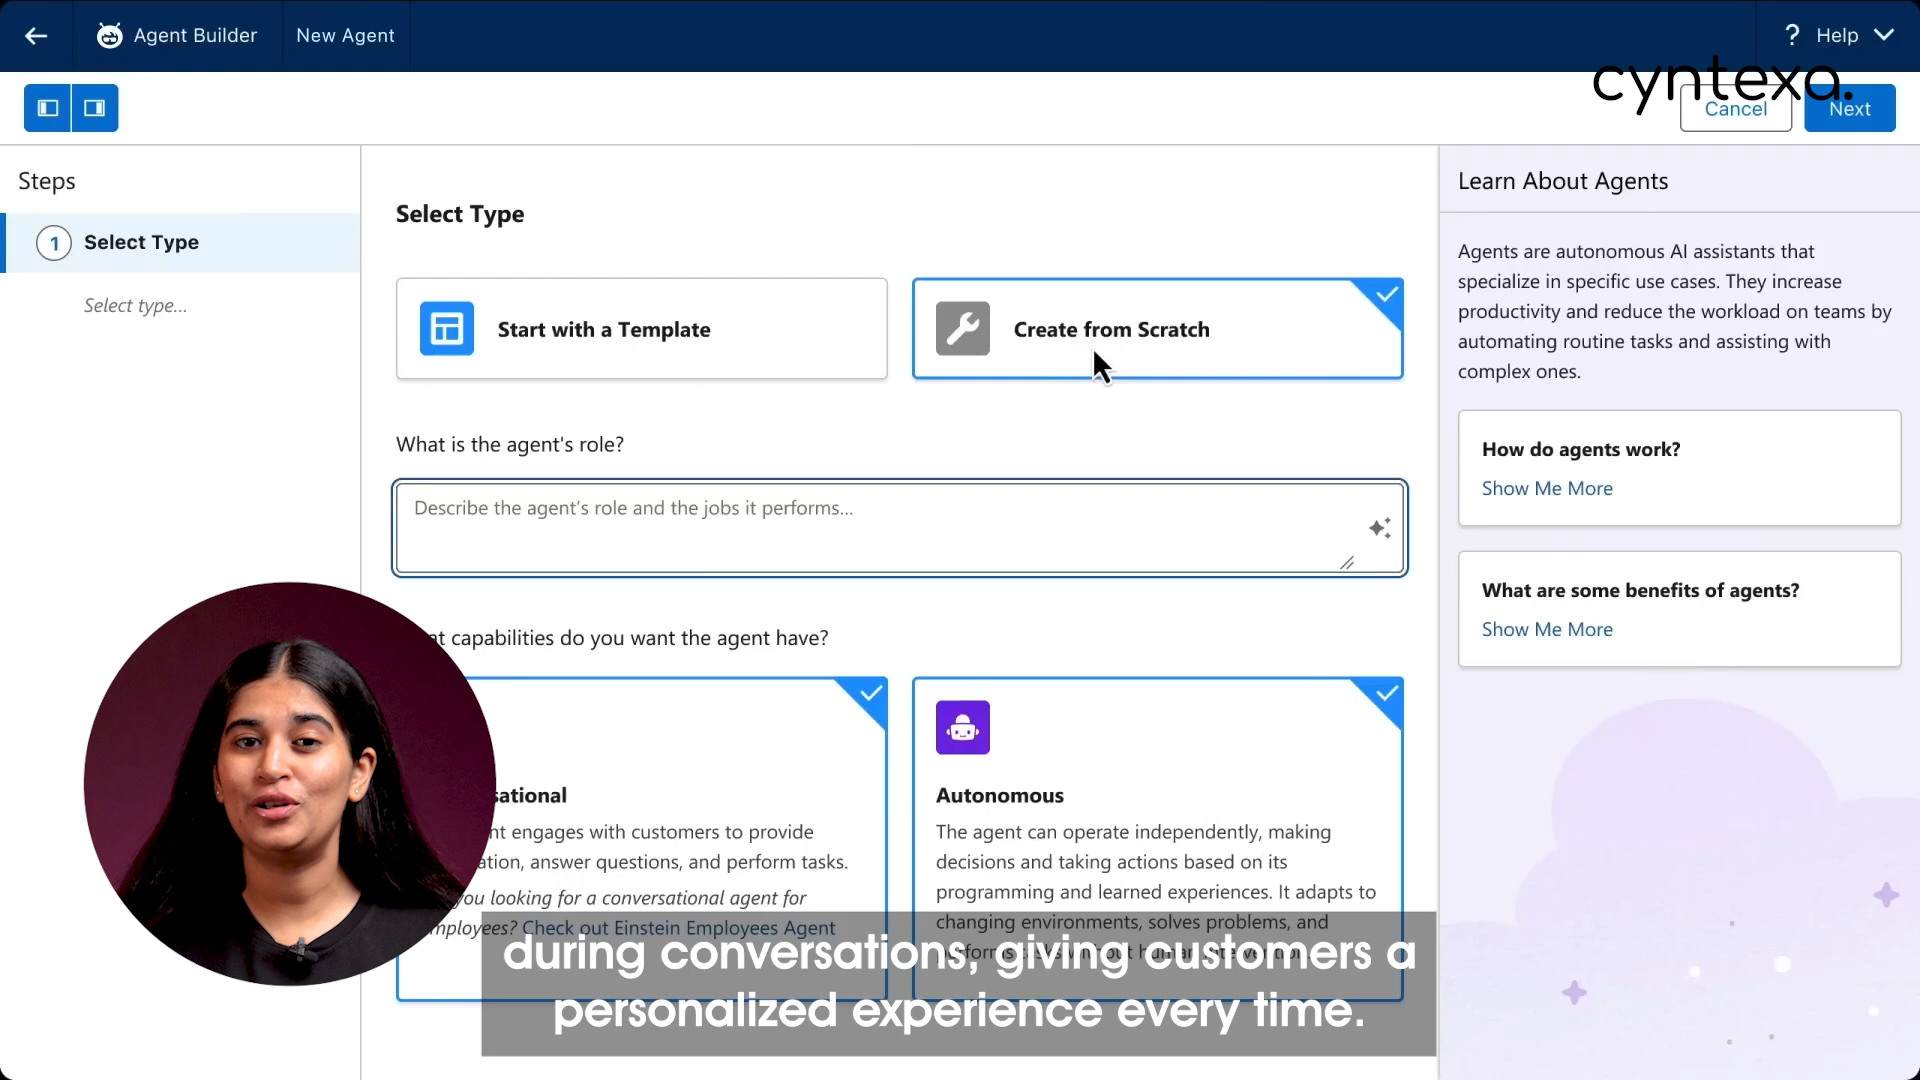 Agent Builder
New Agent
? Help
cyntexa.
Cancel
Next
Steps
1 Select Type
Select type...
Select Type
Start with a Template
Create from Scratch
What is the agent's role?
Describe the agent's role and the jobs it performs...
capabilities do you want the agent have?
engages with customers to provide
answer questions, and perform tasks.
you looking for a conversational agent for
Check out Einstein Employees Agent
Autonomous
The agent can operate independently, making
decisions and taking actions based on its
programming and learned experiences. It adapts to
changing environments, solves problems, and
during conversations, giving customers a
personalized experience every time.
Learn About Agents
Agents are autonomous AI assistants that
specialize in specific use cases. They increase
productivity and reduce the workload on teams by
automating routine tasks and assisting with
complex ones.
How do agents work?
Show Me More
What are some benefits of agents?
Show Me More